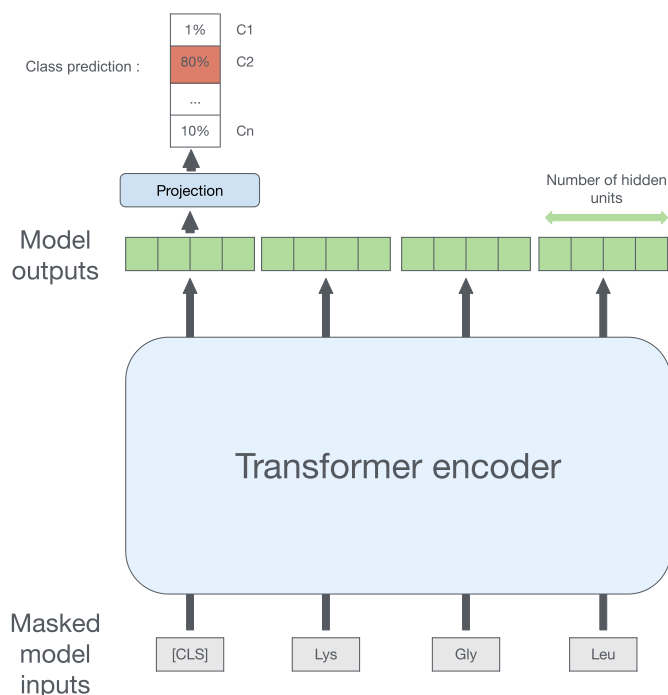 1% C1
Class prediction : 80% C2
...
10% Cn
Projection
Number of hidden
units
Model
outputs
Transformer encoder
Masked
model
inputs
[CLS] Lys Gly Leu